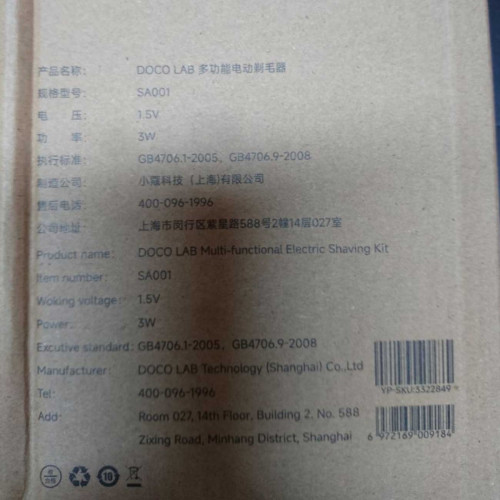 产品名称： DOCO LAB 多功能电动剃毛器
规格型号： SA001
电 压： 1.5V
功 率： 3W
执行标准： GB4706.1-2005，GB4706.9-2008
制造公司： 小蔻科技（上海)有限公司
售后电话： 400-096-1996
公司地址： 上海市闵行区紫星路588号2幢14层027室
Product name: DOCO LAB Multi-functional Electric Shaving Kit
Item number: SA001
Woking voltage: 1.5V
Power: 3W
Excutive standard: GB4706.1-2005，GB4706.9-2008
Manufacturer: DOCO LAB Technology (Shanghai) Co.,Ltd
Tel: 400-096-1996
Add: Room 027, 14th Floor, Building 2, No. 588
Zixing Road, Minhang District, Shanghai
YP-SKU:3322849
6 972169 009184
10